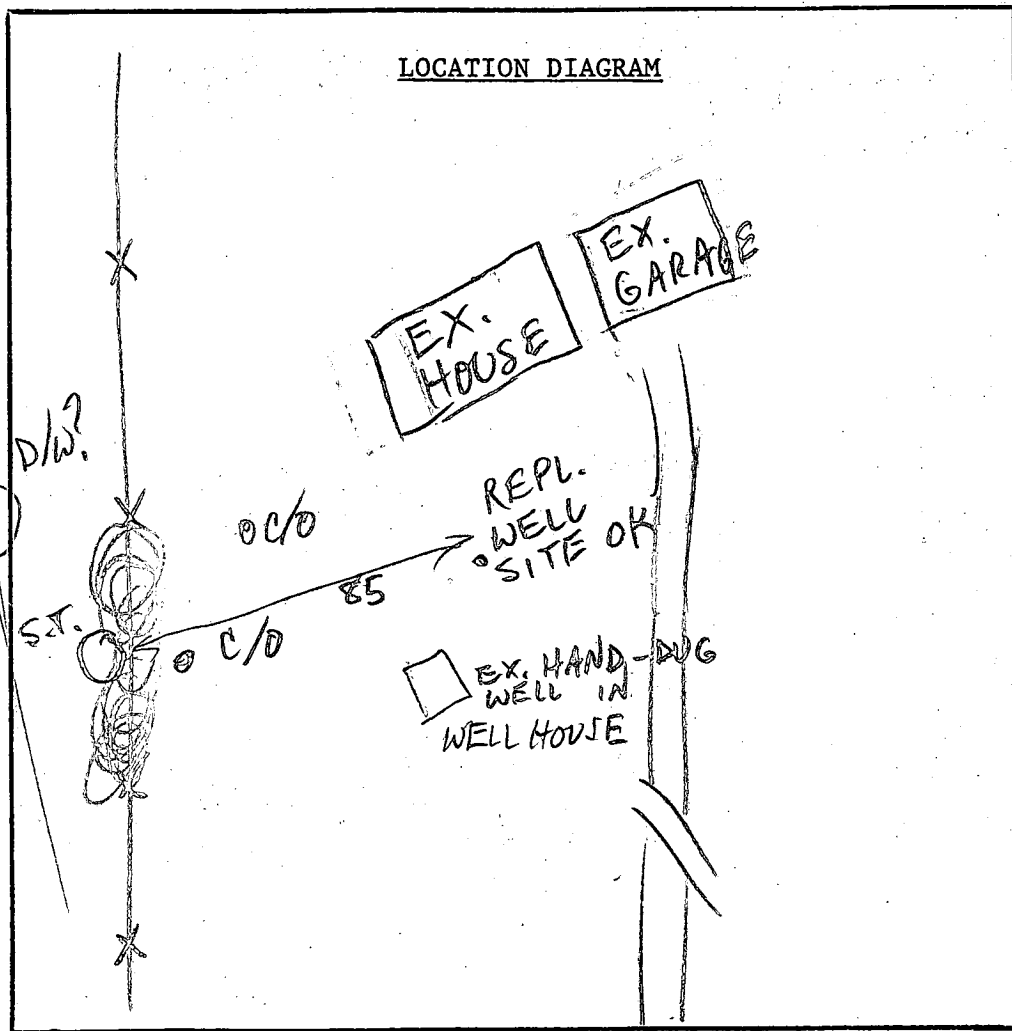 LOCATION DIAGRAM
EX.
GARAGE
EX.
HOUSE
D/W?
C/O
REPL.
WELL
SITE OK
85
S.T.
C/O
EX. HAND-DUG
WELL IN
WELL HOUSE